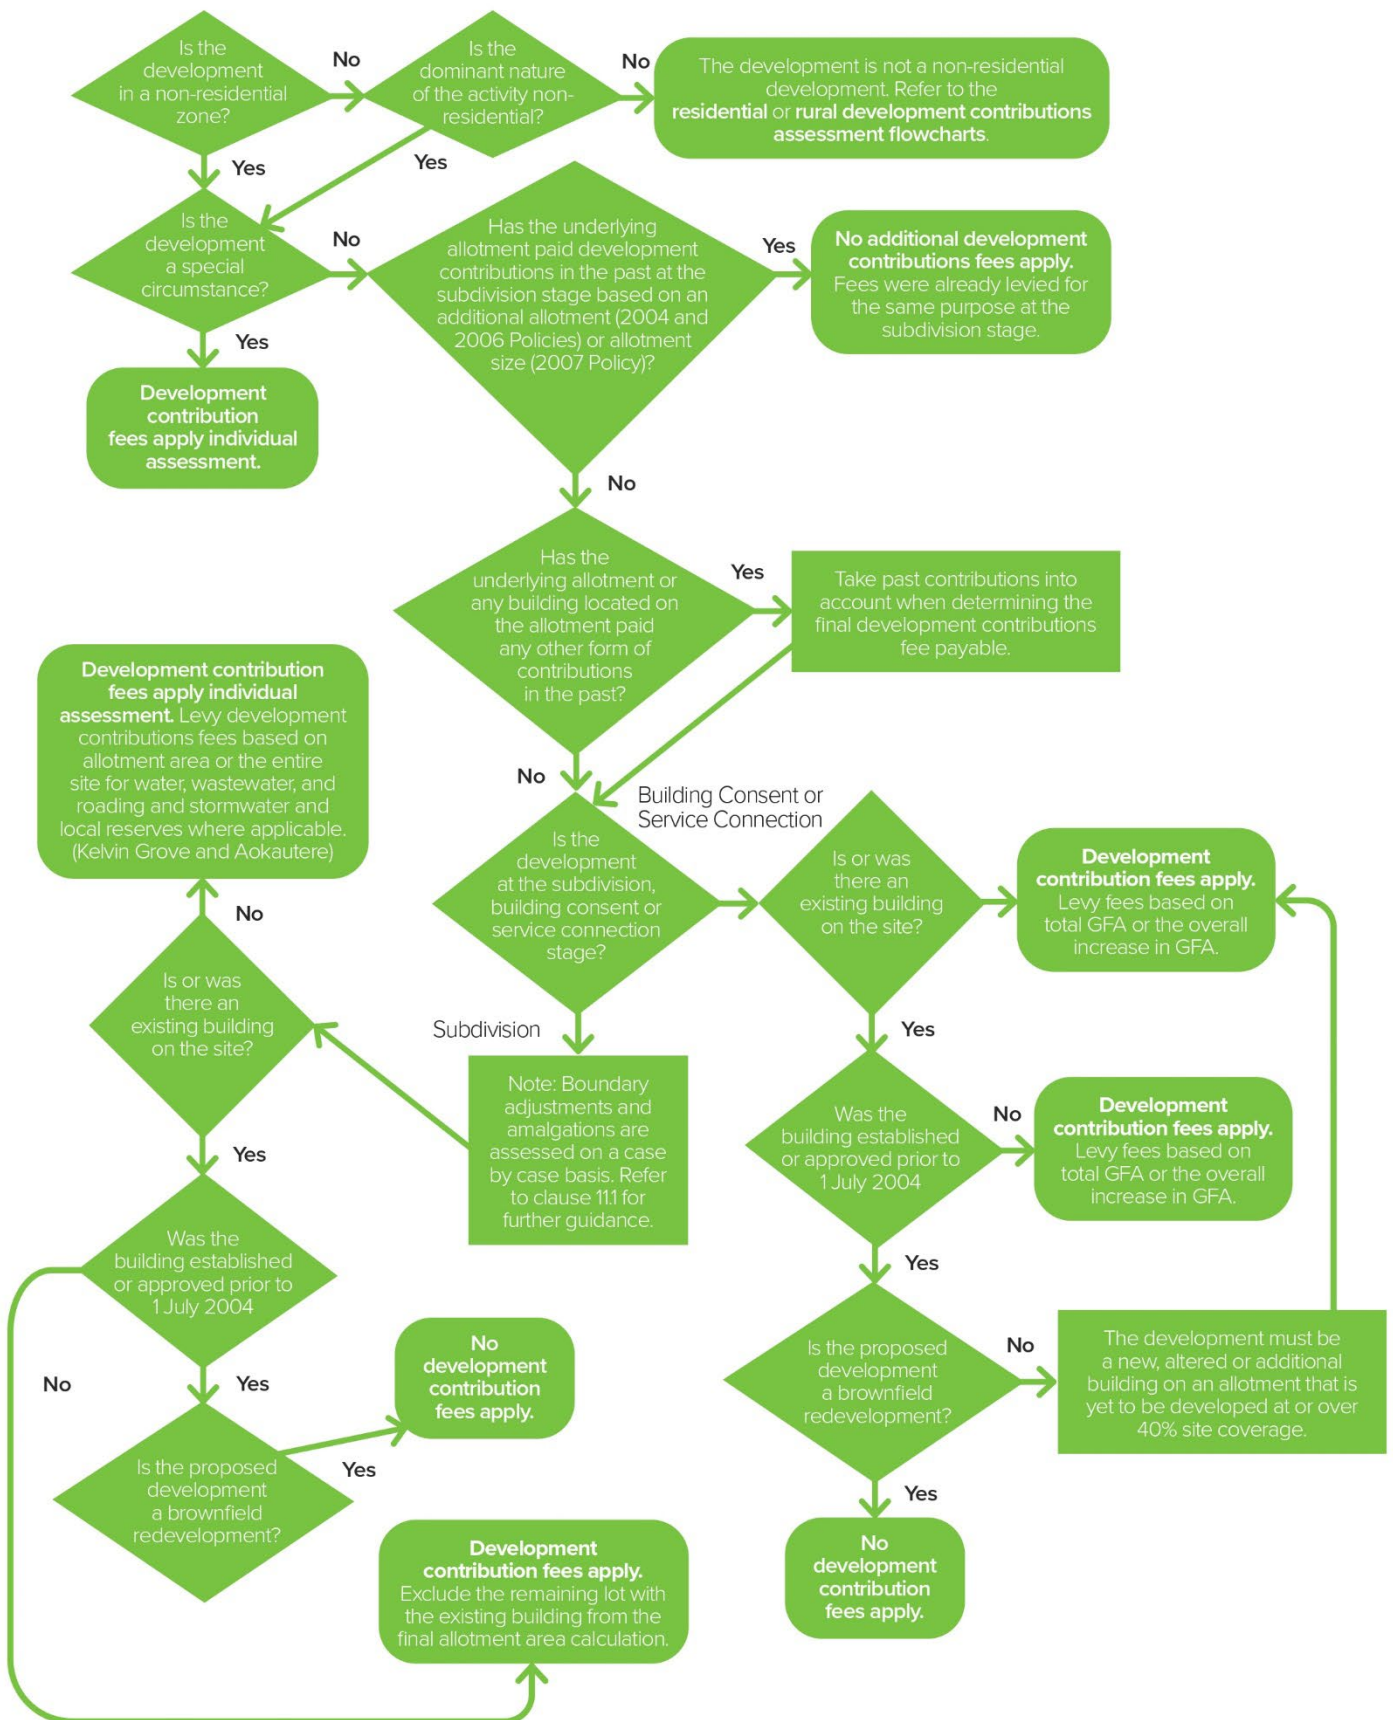 Is the
development
in a non-residential
zone?
No
Is the
dominant nature
of the activity non-
residential?
No
The development is not a non-residential
development. Refer to the
residential or rural development contributions
assessment flowcharts.
Yes
Yes
Is the
development
a special
circumstance?
No
Has the underlying
allotment paid development
contributions in the past at the
subdivision stage based on an
additional allotment (2004 and
2006 Policies) or allotment
size (2007 Policy)?
Yes
No additional development
contributions fees apply.
Fees were already levied for
the same purpose at the
subdivision stage.
Yes
Development
contribution
fees apply individual
assessment.
No
Has the
underlying allotment or
any building located on
the allotment paid
any other form of
contributions
in the past?
Yes
Take past contributions into
account when determining the
final development contributions
fee payable.
Development contribution
fees apply individual
assessment. Levy development
contributions fees based on
allotment area or the entire
site for water, wastewater, and
roading and stormwater and
local reserves where applicable.
(Kelvin Grove and Aokautere)
No
Building Consent or
Service Connection
Is the
development
at the subdivision,
building consent or
service connection
stage?
Is or was
there an
existing building
on the site?
Development
contribution fees apply.
Levy fees based on
total GFA or the overall
increase in GFA.
No
Is or was
there an
existing building
on the site?
Subdivision
Yes
Note: Boundary
adjustments and
amalgations are
assessed on a case
by case basis. Refer
to clause 11.1 for
further guidance.
Was the
building established
or approved prior to
1 July 2004
No
Development
contribution fees apply.
Levy fees based on
total GFA or the overall
increase in GFA.
Yes
Was the
building established
or approved prior to
1 July 2004
Yes
Is the proposed
development
a brownfield
redevelopment?
No
The development must be
a new, altered or additional
building on an allotment that is
yet to be developed at or over
40% site coverage.
No
Yes
No
development
contribution
fees apply.
Is the proposed
development
a brownfield
redevelopment?
Yes
Yes
Development
contribution fees apply.
Exclude the remaining lot with
the existing building from the
final allotment area calculation.
No
development
contribution
fees apply.